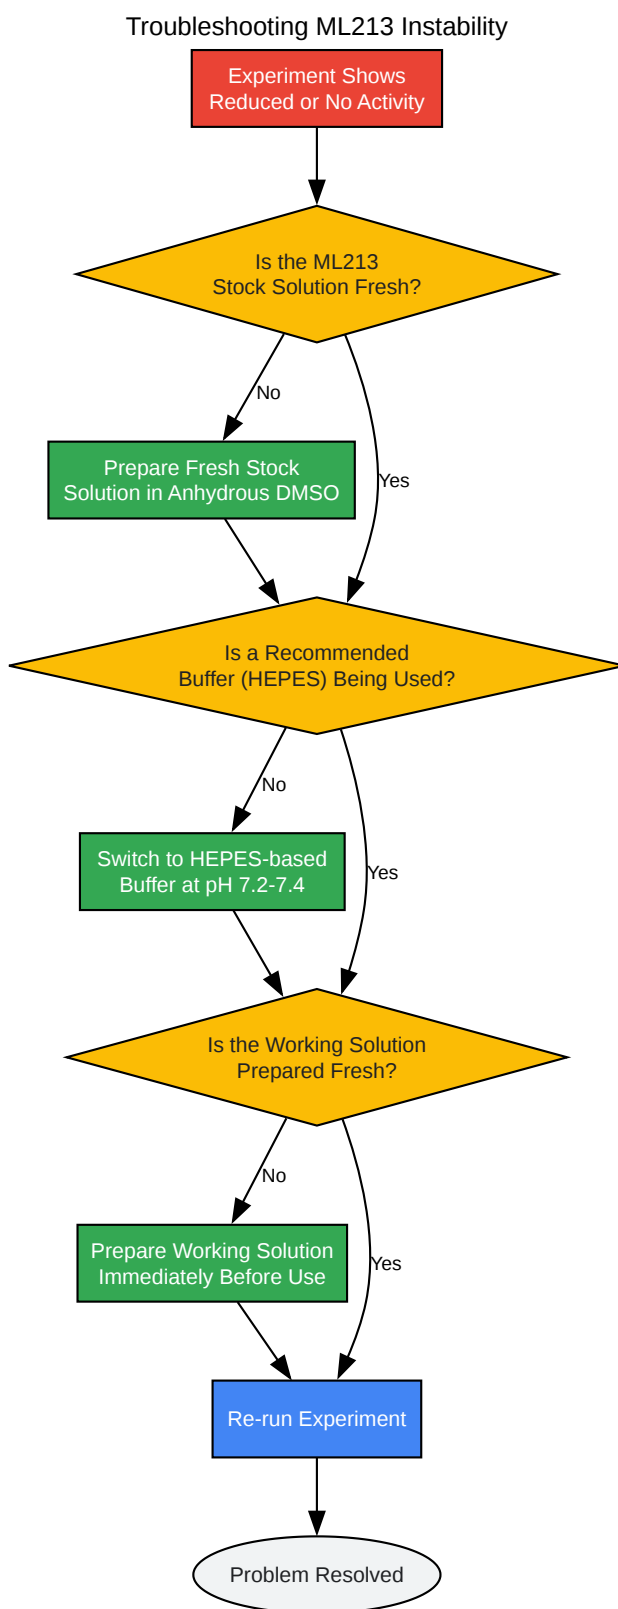 Troubleshooting ML213 Instability
Experiment Shows
Reduced or No Activity
Is the ML213
Stock Solution Fresh?
No
Prepare Fresh Stock
Solution in Anhydrous DMSO
Yes
Is a Recommended
Buffer (HEPES) Being Used?
No
Switch to HEPES-based
Buffer at pH 7.2-7.4
Yes
Is the Working Solution
Prepared Fresh?
No
Prepare Working Solution
Immediately Before Use
Yes
Re-run Experiment
Problem Resolved